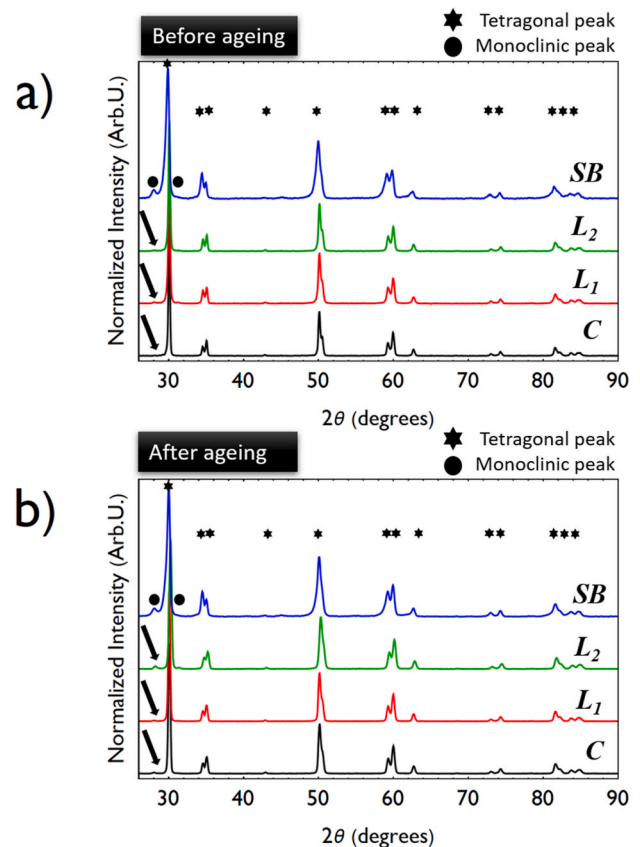 Before ageing
Tetragonal peak
Monoclinic peak
a)
Normalized Intensity (Arb.U.)
SB
L2
L1
C
30 40 50 60 70 80 90
2θ (degrees)
After ageing
Tetragonal peak
Monoclinic peak
b)
Normalized Intensity (Arb.U.)
SB
L2
L1
C
30 40 50 60 70 80 90
2θ (degrees)